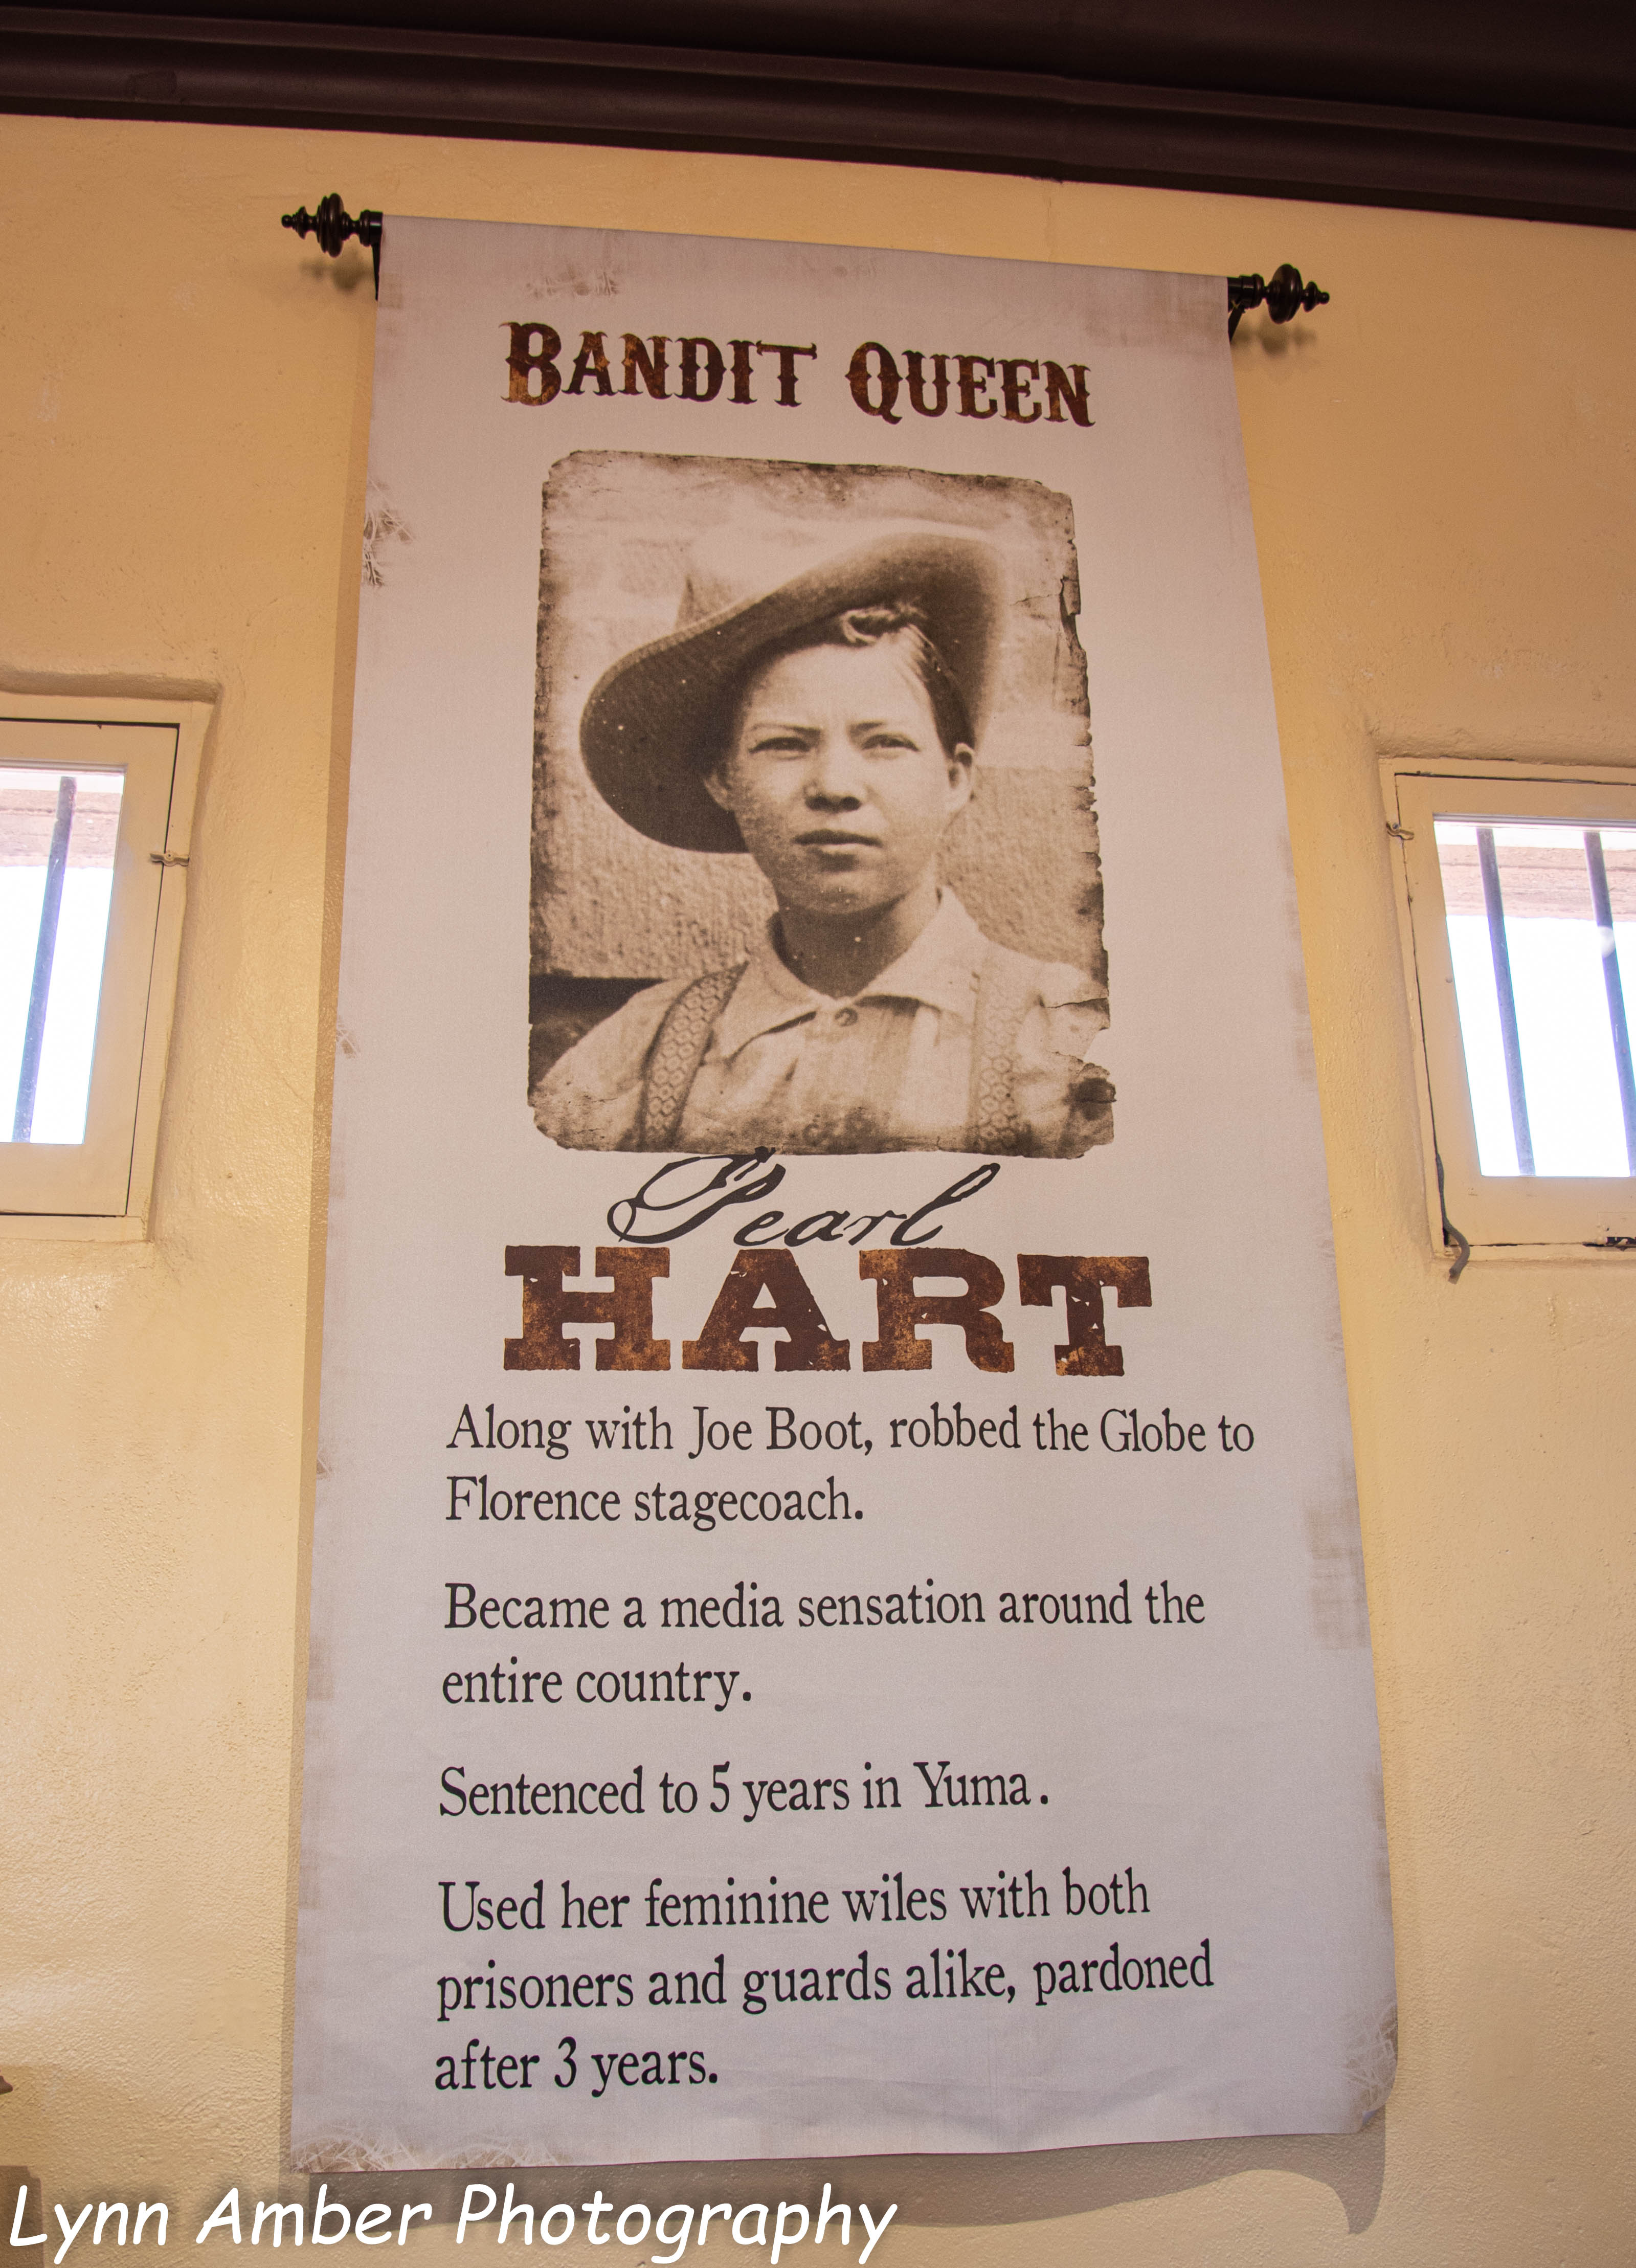 BANDIT QUEEN
Pearl
HART
Along with Joe Boot, robbed the Globe to
Florence stagecoach.
Became a media sensation around the
entire country.
Sentenced to 5 years in Yuma.
Used her feminine wiles with both
prisoners and guards alike, pardoned
after 3 years.
Lynn Amber Photography